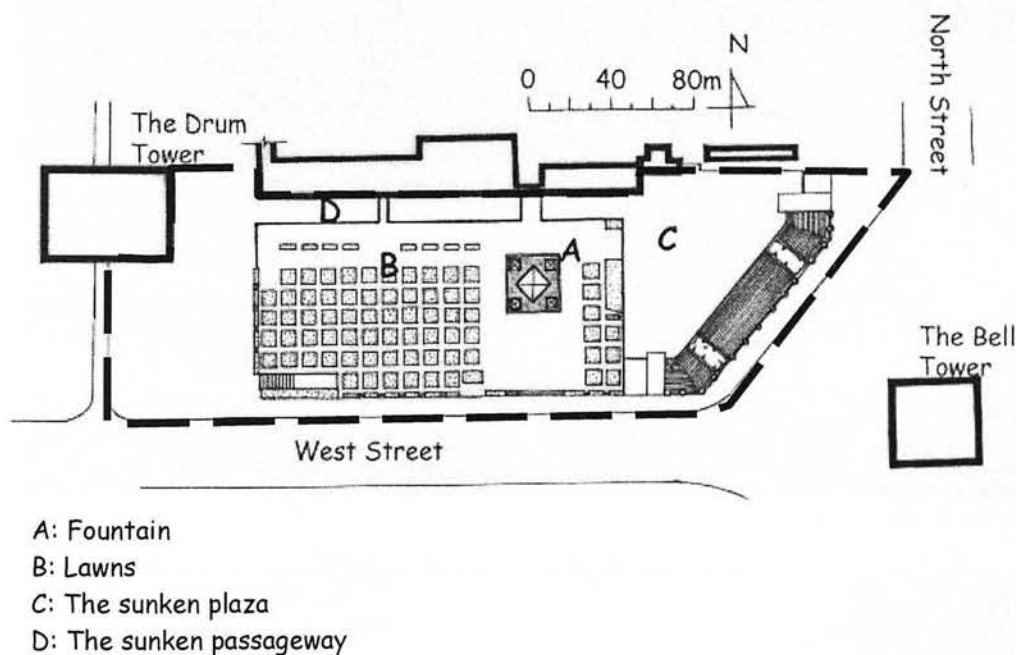 N
North Street
0 40 80m
The Drum
Tower
D
A
B
C
The Bell
Tower
West Street
A: Fountain
B: Lawns
C: The sunken plaza
D: The sunken passageway